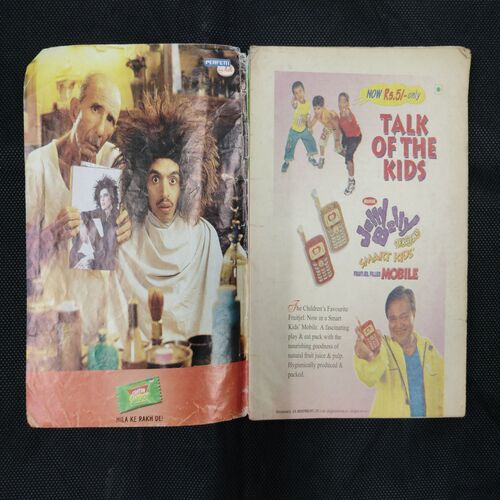 PERFETTI
HILA KE RAKH DE!
NOW Rs.5/-only
TALK
OF THE
KIDS
Jelly
Belly
SMART KIDS'
FRUITJEL FILLED MOBILE
The Children's Favourite
Fruitjel. Now in a Smart
Kids' Mobile. A fascinating
play & eat pack with the
nourishing goodness of
natural fruit juice & pulp.
Hygienically produced &
packed.